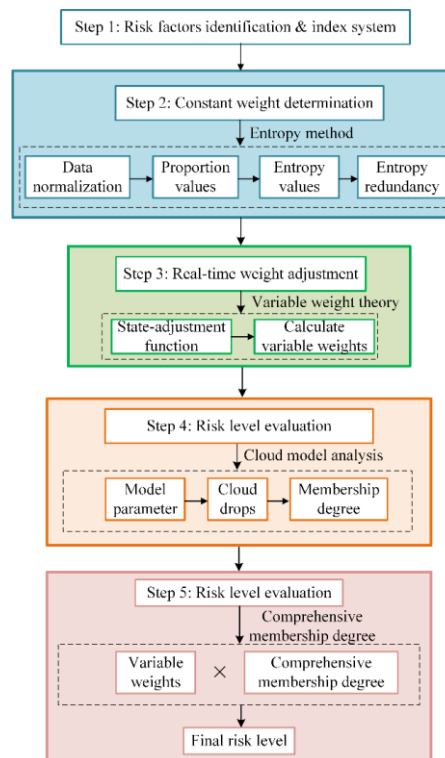 Step 1: Risk factors identification & index system
Step 2: Constant weight determination
Entropy method
Data
normalization
Proportion
values
Entropy
values
Entropy
redundancy
Step 3: Real-time weight adjustment
Variable weight theory
State-adjustment
function
Calculate
variable weights
Step 4: Risk level evaluation
Cloud model analysis
Model
parameter
Cloud
drops
Membership
degree
Step 5: Risk level evaluation
Comprehensive
membership degree
Variable
weights
×
Comprehensive
membership degree
Final risk level